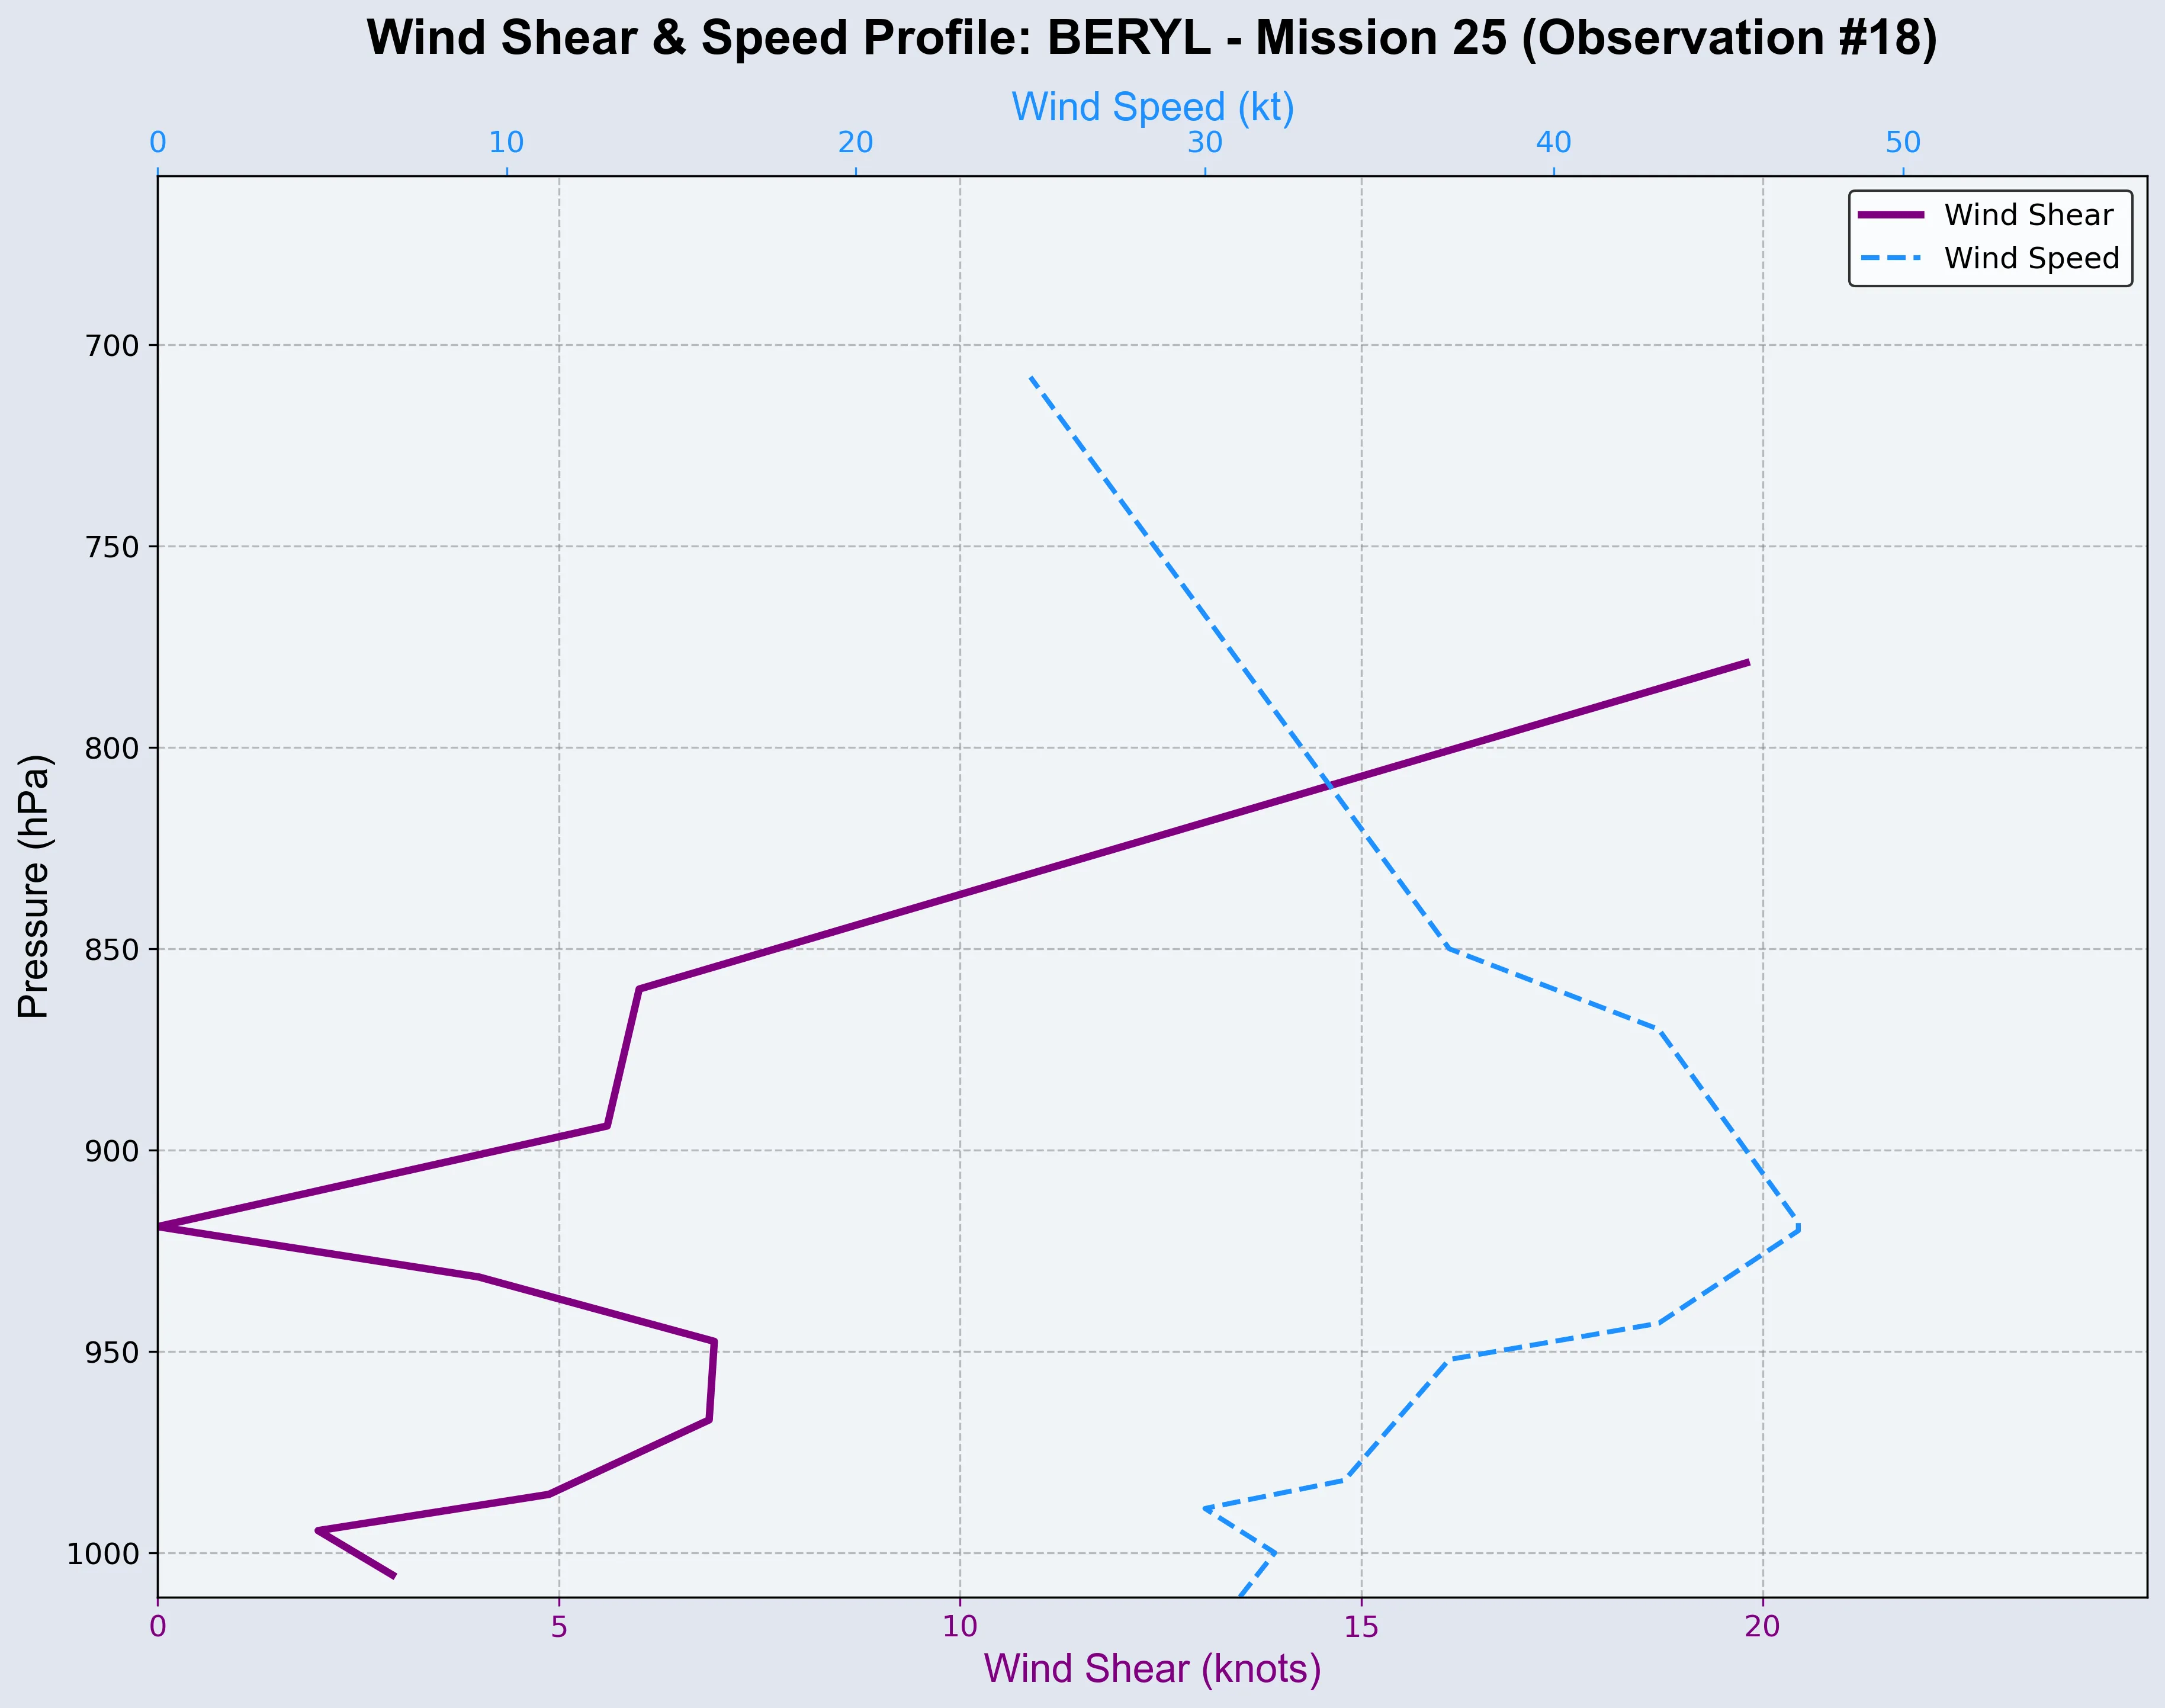 Wind Shear & Speed Profile: BERYL - Mission 25 (Observation #18)
Wind Speed (kt)
0 10 20 30 40 50
Wind Shear
Wind Speed
Pressure (hPa)
700
750
800
850
900
950
1000
0 5 10 15 20
Wind Shear (knots)